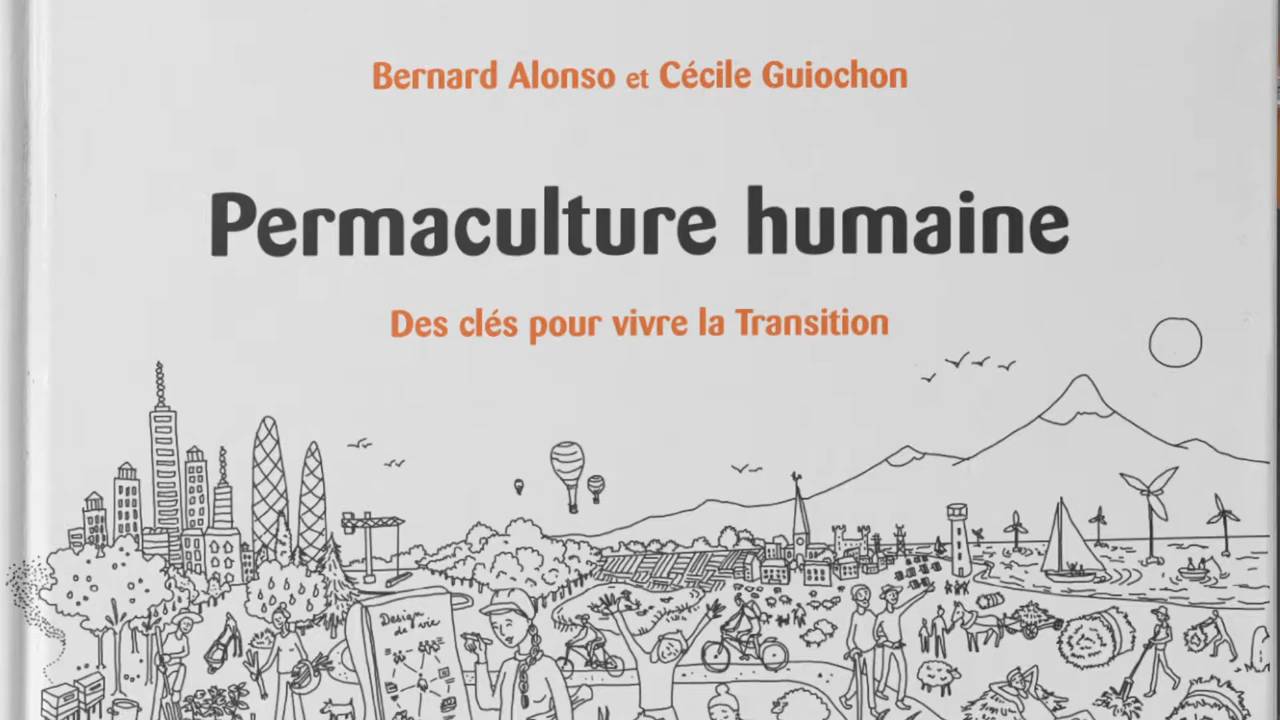 Bernard Alonso et Cécile Guiochon
Permaculture humaine
Des clés pour vivre la Transition
Design
de vie